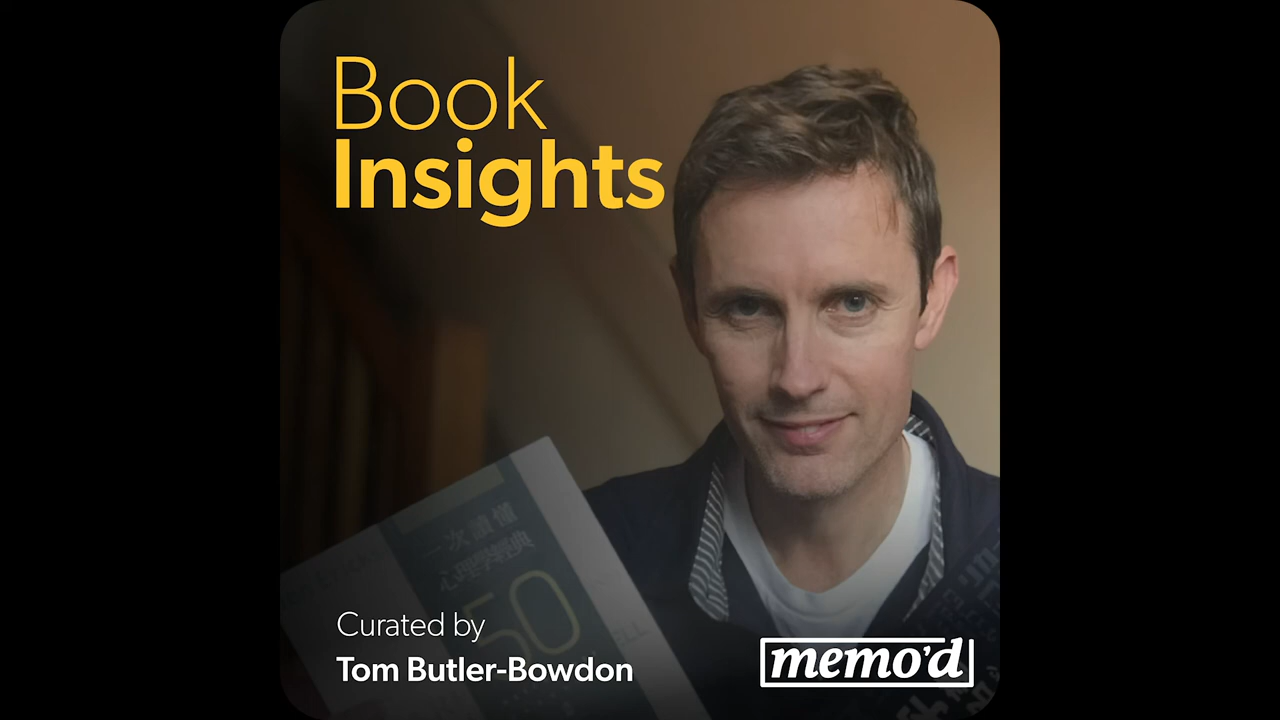 Book
Insights
一次讀懂
心理學經典
50
Curated by
Tom Butler-Bowdon
memo'd